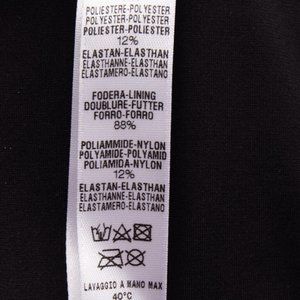 POLIESTERE-POLYESTER
POLYESTER-POLYESTER
POLIESTER-POLIESTER
12%
ELASTAN-ELASTHAN
ELASTHANNE-ELASTHAN
ELASTAMERO-ELASTANO
FODERA-LINING
DOUBLURE-FUTTER
FORRO-FORRO
88%
POLIAMMIDE-NYLON
POLYAMIDE-POLYAMID
POLIAMIDA-NYLON
12%
ELASTAN-ELASTHAN
ELASTHANNE-ELASTHAN
ELASTAMERO-ELASTANO
LAVAGGIO A MANO MAX
40°C